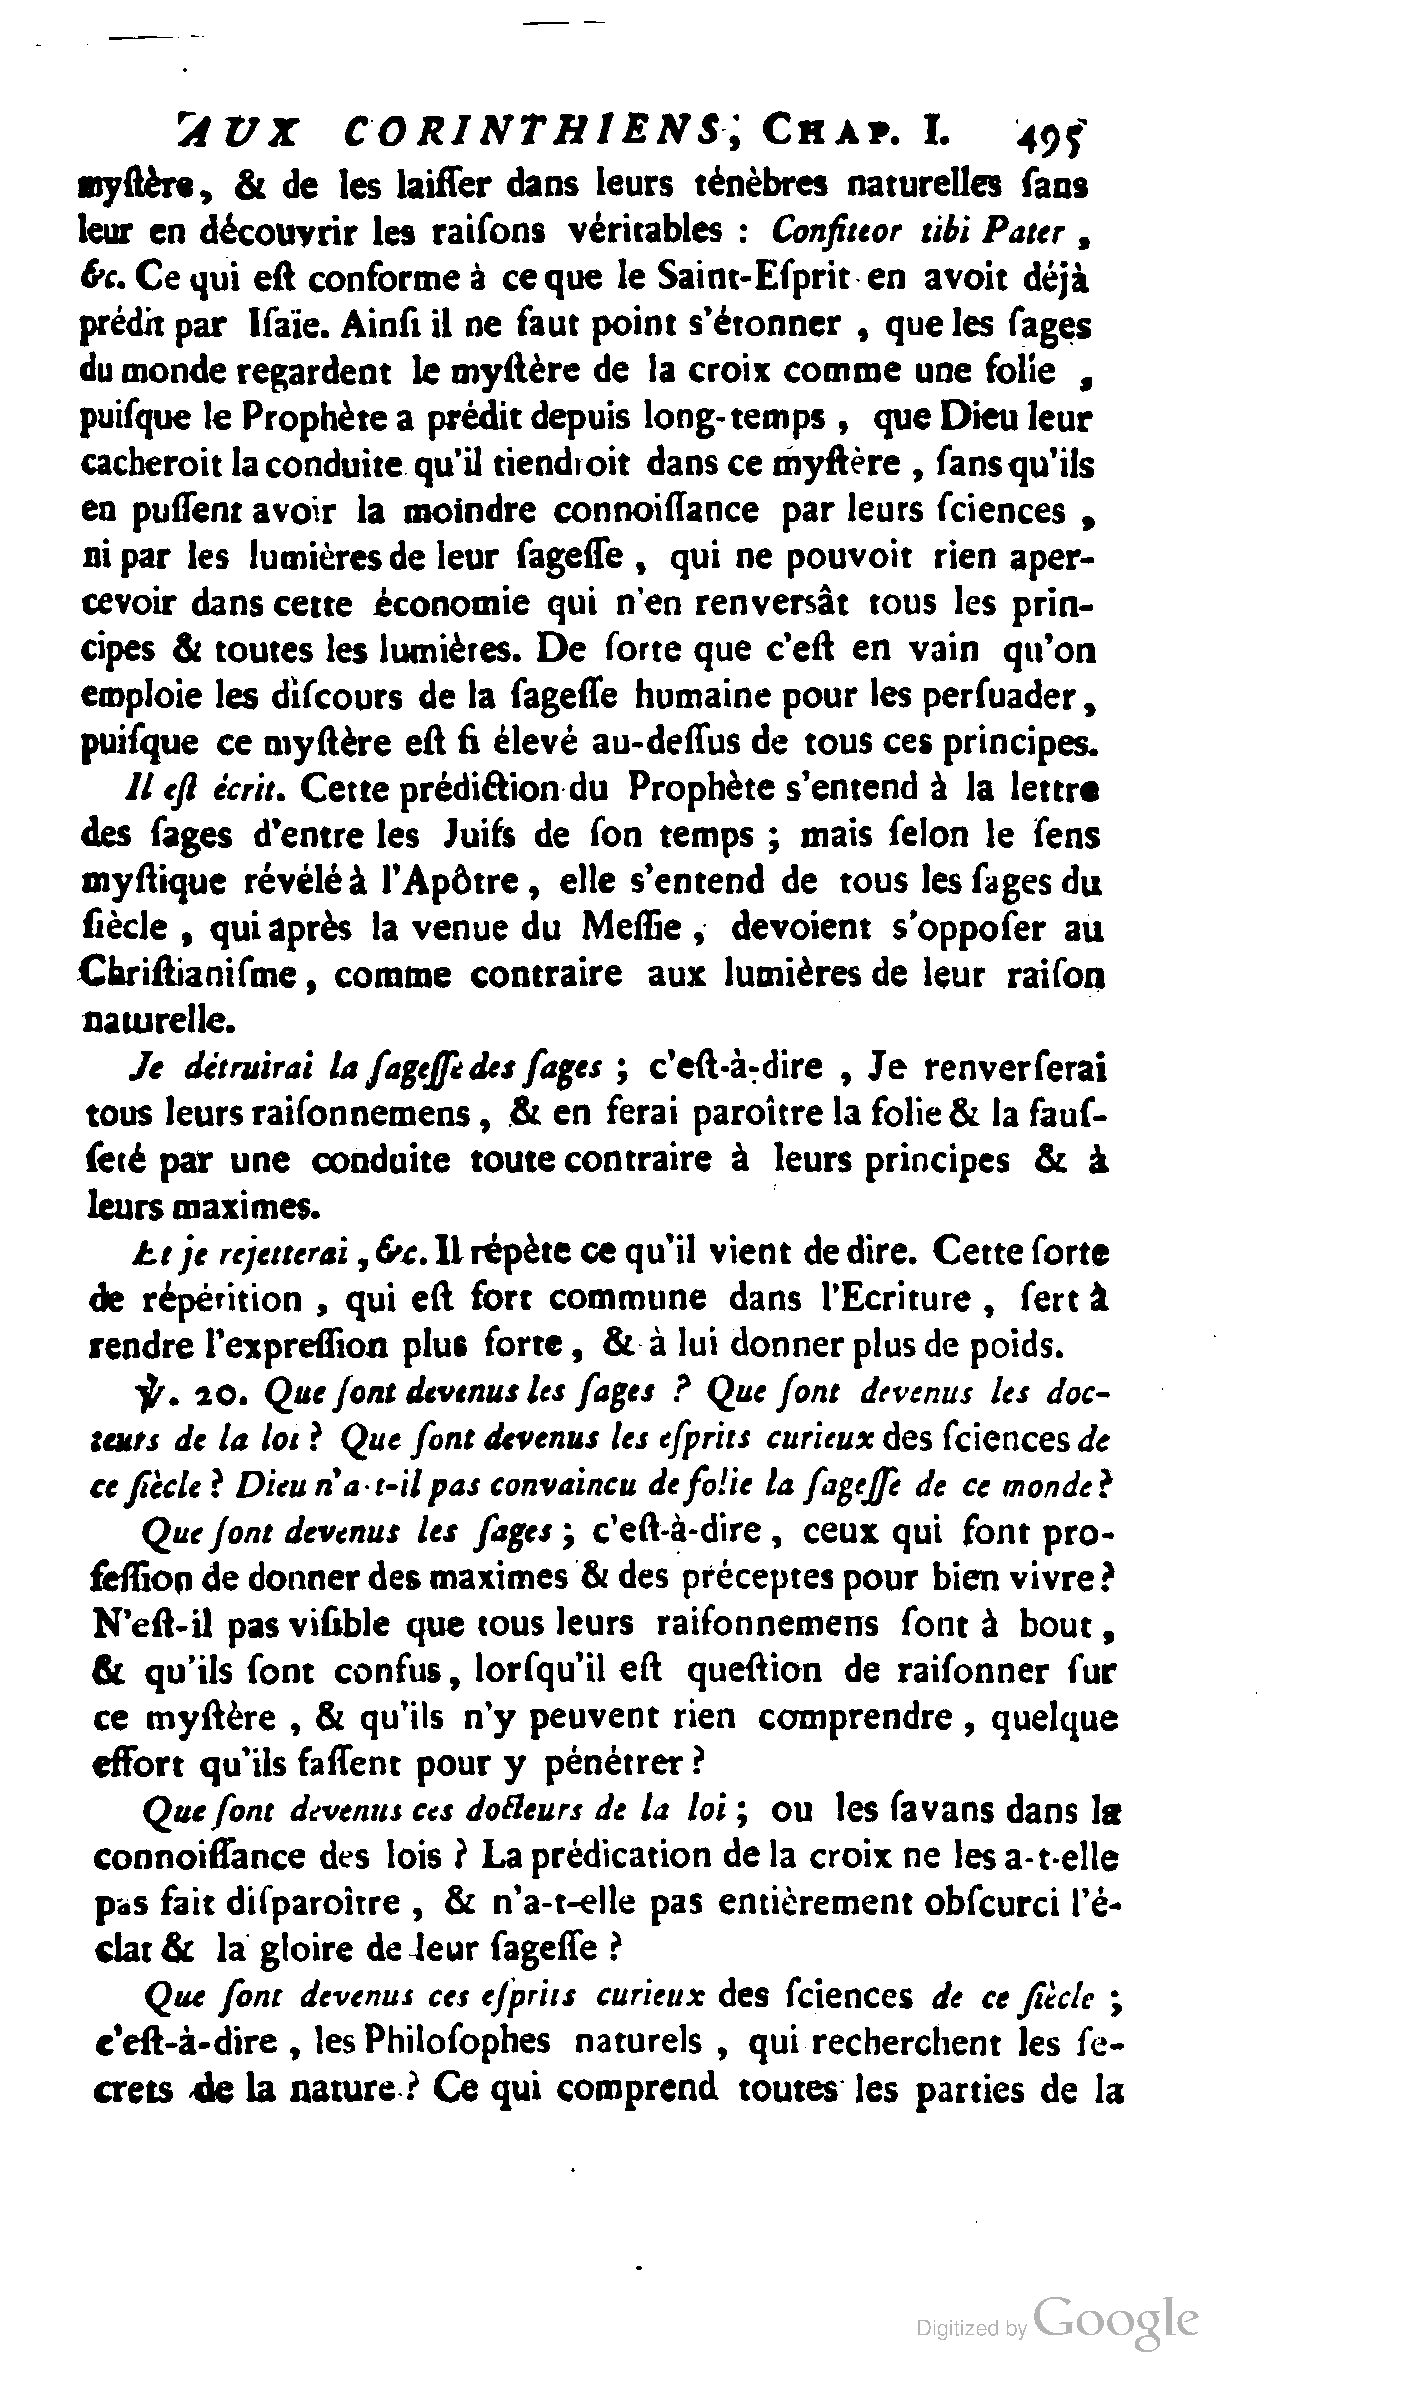 AUX CORINTHIENS, CHAP. I. 495
myſtère, & de les laiſſer dans leurs ténèbres naturelles ſans
leur en découvrir les raiſons véritables : Confiteor tibi Pater ,
&c. Ce qui eſt conforme à ce que le Saint-Eſprit en avoit déjà
prédit par Iſaïe. Ainſi il ne faut point s'étonner , que les ſages
du monde regardent le myſtère de la croix comme une folie ,
puiſque le Prophète a prédit depuis long-temps , que Dieu leur
cacheroit la conduite qu'il tiendroit dans ce myſtère , ſans qu'ils
en puſſent avoir la moindre connoiſſance par leurs ſciences ,
ni par les lumières de leur ſageſſe , qui ne pouvoit rien aper-
cevoir dans cette économie qui n'en renversât tous les prin-
cipes & toutes les lumières. De ſorte que c'eſt en vain qu'on
emploie les diſcours de la ſageſſe humaine pour les perſuader,
puiſque ce myſtère eſt ſi élevé au-deſſus de tous ces principes.
Il eſt écrit. Cette prédiction du Prophète s'entend à la lettre
des ſages d'entre les Juifs de ſon temps ; mais ſelon le ſens
myſtique révélé à l'Apôtre, elle s'entend de tous les ſages du
ſiècle , qui après la venue du Meſſie , devoient s'oppoſer au
Chriſtianiſme, comme contraire aux lumières de leur raiſon
naturelle.
Je détruirai la ſageſſe des ſages ; c'eſt-à-dire , Je renverſerai
tous leurs raiſonnemens, & en ferai paroître la folie & la fauſ-
ſeté par une conduite toute contraire à leurs principes & à
leurs maximes.
Et je rejetterai , &c. Il répète ce qu'il vient de dire. Cette ſorte
de répétition , qui eſt fort commune dans l'Ecriture , ſert à
rendre l'expreſſion plus forte, & à lui donner plus de poids.
℣. 20. Que ſont devenus les ſages ? Que ſont devenus les doc-
teurs de la loi ? Que ſont devenus les eſprits curieux des ſciences de
ce ſiècle ? Dieu n'a-t-il pas convaincu de folie la ſageſſe de ce monde ?
Que ſont devenus les ſages ; c'eſt-à-dire, ceux qui font pro-
feſſion de donner des maximes & des préceptes pour bien vivre ?
N'eſt-il pas viſible que tous leurs raiſonnemens ſont à bout,
& qu'ils ſont confus, lorſqu'il eſt queſtion de raiſonner ſur
ce myſtère , & qu'ils n'y peuvent rien comprendre , quelque
effort qu'ils faſſent pour y pénétrer ?
Que ſont devenus ces docteurs de la loi ; ou les ſavans dans la
connoiſſance des lois ? La prédication de la croix ne les a-t-elle
pas fait diſparoître , & n'a-t-elle pas entièrement obſcurci l'é-
clat & la gloire de leur ſageſſe ?
Que ſont devenus ces eſprits curieux des ſciences de ce ſiècle ;
c'eſt-à-dire , les Philoſophes naturels , qui recherchent les ſe-
crets de la nature ? Ce qui comprend toutes les parties de la
Digitized by Google